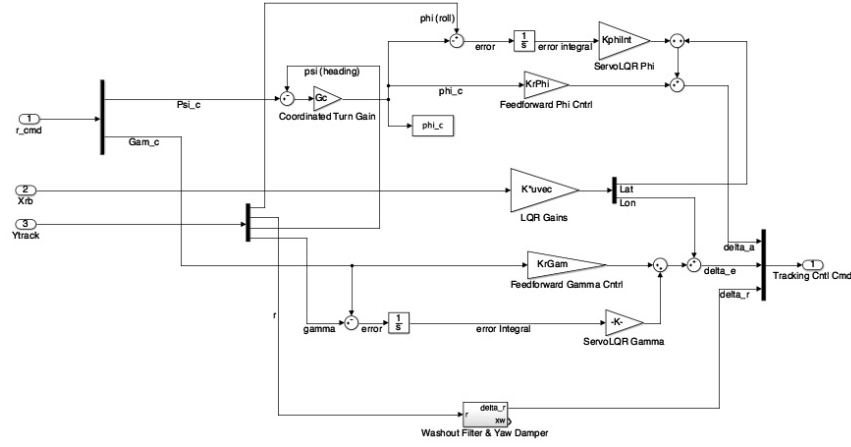 phi (roll)
error
1
s
error integral
KphiInt
ServoLQR Phi
psi (heading)
1
r_cmd
Psi_c
Gc
Coordinated Turn Gain
phi_c
KrPhi
Feedforward Phi Cntrl
phi_c
Gam_c
2
Xrb
K*uvec
LQR Gains
Lat
Lon
3
Ytrack
delta_a
KrGam
Feedforward Gamma Cntrl
delta_e
1
Tracking Cntl Cmd
delta_r
r
gamma
error
1
s
error Integral
-K-
ServoLQR Gamma
r
delta_r
xw
Washout Filter & Yaw Damper